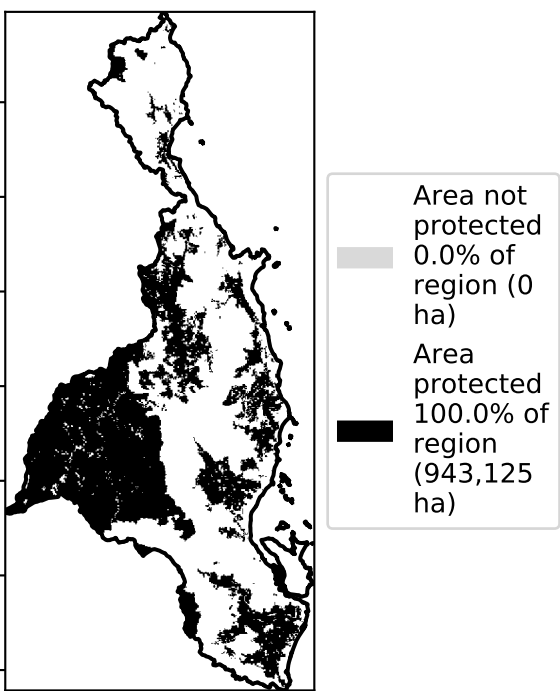 Area not
protected
0.0% of
region (0
ha)
Area
protected
100.0% of
region
(943,125
ha)